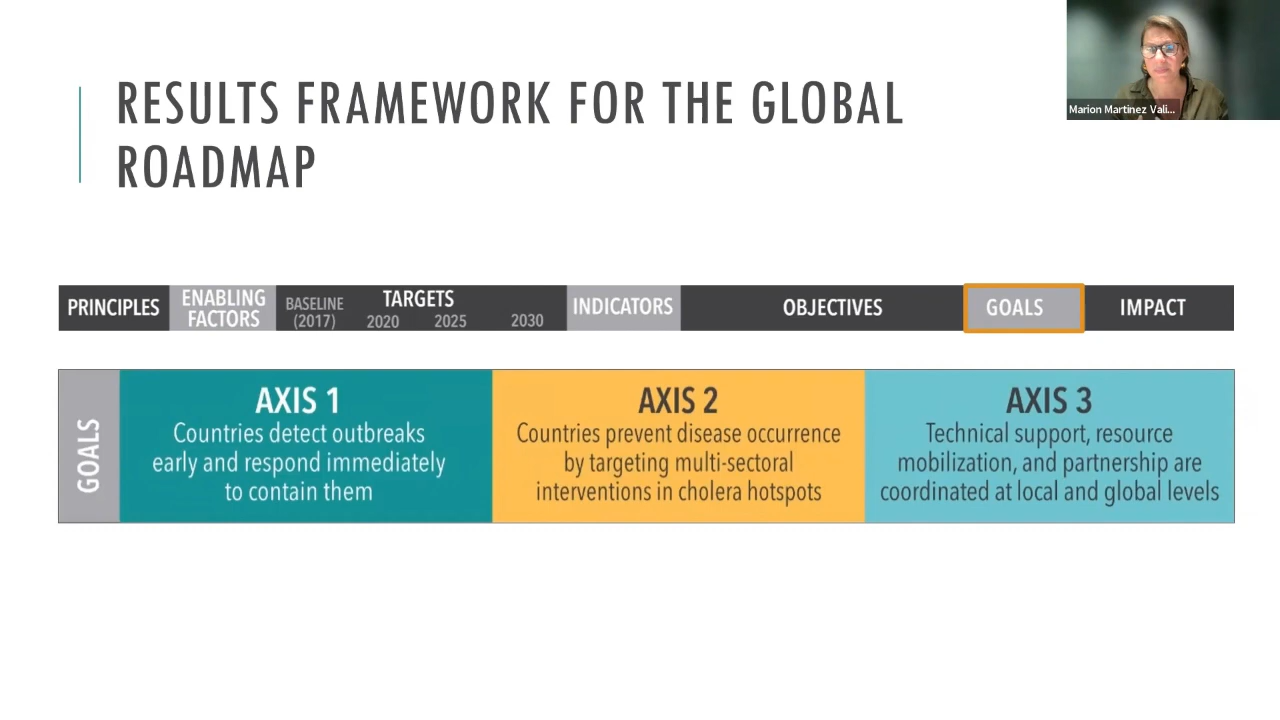 RESULTS FRAMEWORK FOR THE GLOBAL
ROADMAP
Marion Martinez Vali...
PRINCIPLES
ENABLING
FACTORS
BASELINE
(2017)
TARGETS
2020 2025 2030
INDICATORS
OBJECTIVES
GOALS
IMPACT
GOALS
AXIS 1
Countries detect outbreaks
early and respond immediately
to contain them
AXIS 2
Countries prevent disease occurrence
by targeting multi-sectoral
interventions in cholera hotspots
AXIS 3
Technical support, resource
mobilization, and partnership are
coordinated at local and global levels